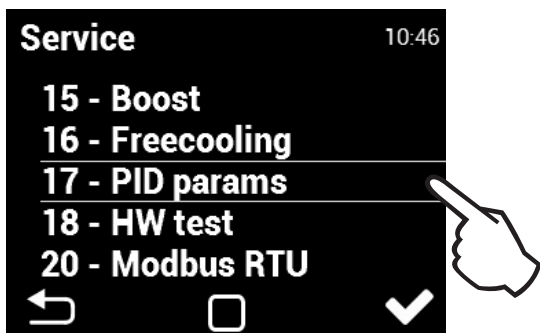 Service 10:46
15 - Boost
16 - Freecooling
17 - PID params
18 - HW test
20 - Modbus RTU